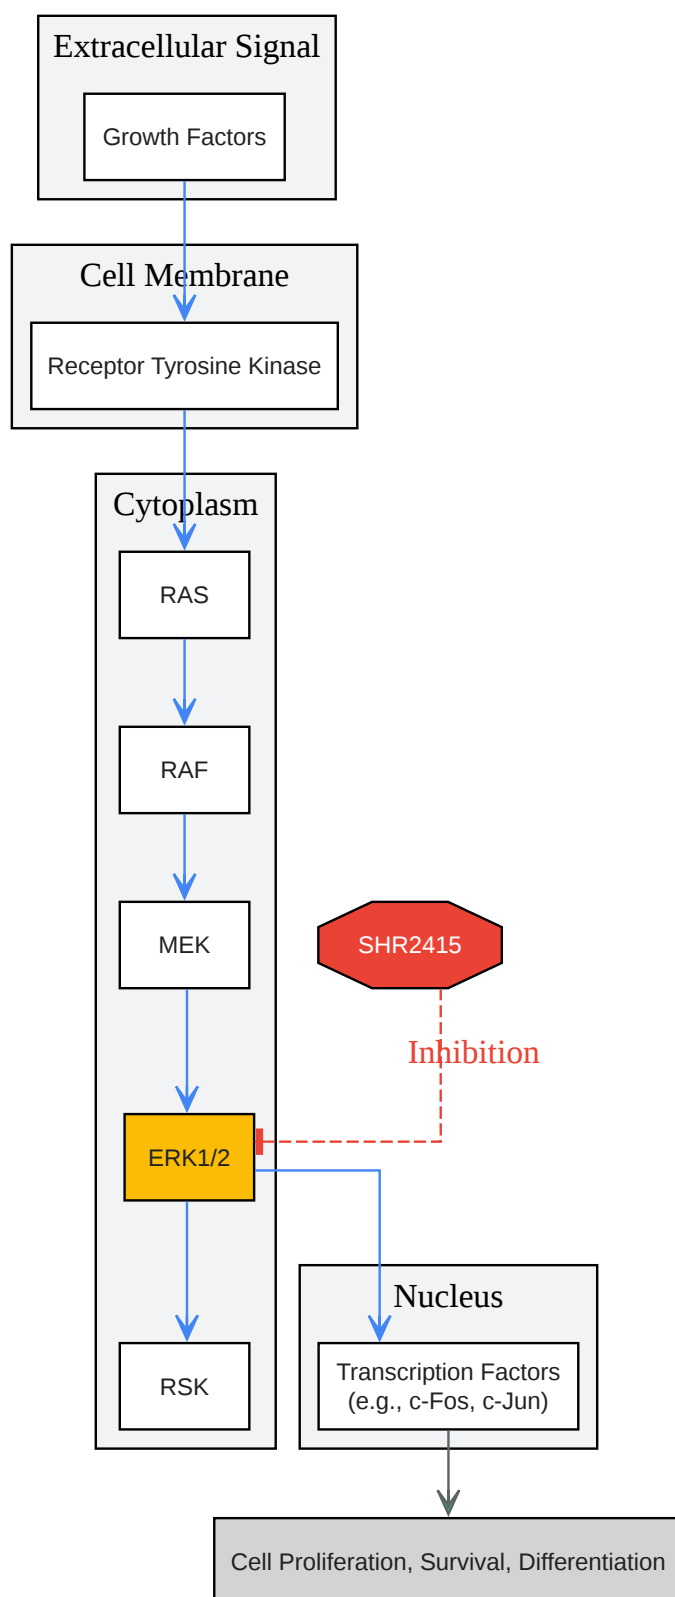 Extracellular Signal
Growth Factors
Cell Membrane
Receptor Tyrosine Kinase
Cytoplasm
RAS
RAF
MEK
SHR2415
Inhibition
ERK1/2
Nucleus
RSK
Transcription Factors
(e.g., c-Fos, c-Jun)
Cell Proliferation, Survival, Differentiation